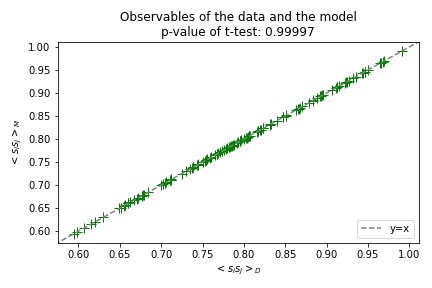 Observables of the data and the model
p-value of t-test: 0.99997
1.00
0.95
0.90
0.85
0.80
0.75
0.70
0.65
0.60
< s_i s_j >_M
y=x
0.60 0.65 0.70 0.75 0.80 0.85 0.90 0.95 1.00
< s_i s_j >_D